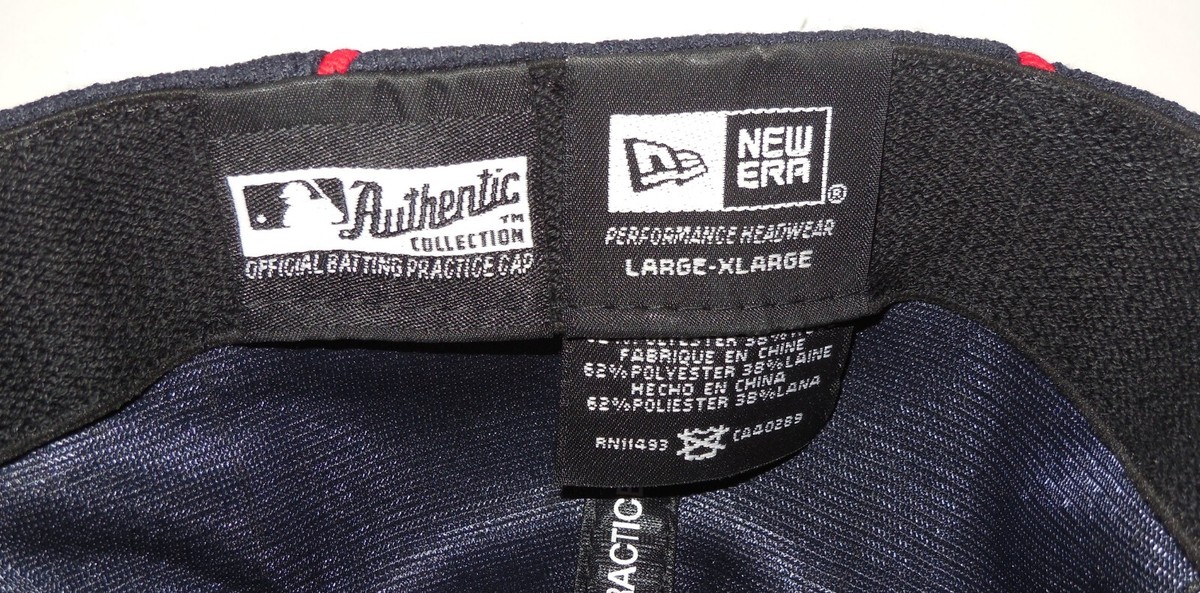 Authentic
™
COLLECTION
OFFICIAL BATTING PRACTICE CAP
NEW
ERA
®
PERFORMANCE HEADWEAR
LARGE-XLARGE
FABRIQUE EN CHINE
62% POLYESTER 38% LAINE
HECHO EN CHINA
62% POLIESTER 38% LANA
RN11493 CA40289
RACTIC